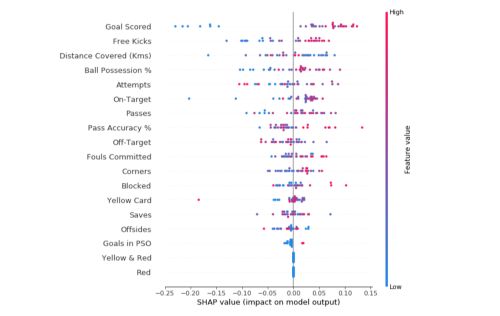 High
Goal Scored
Free Kicks
Distance Covered (Kms)
Ball Possession %
Attempts
On-Target
Passes
Pass Accuracy %
Off-Target
Fouls Committed
Corners
Blocked
Yellow Card
Saves
Offsides
Goals in PSO
Yellow & Red
Red
Feature value
Low
−0.25 −0.20 −0.15 −0.10 −0.05 0.00 0.05 0.10 0.15
SHAP value (impact on model output)